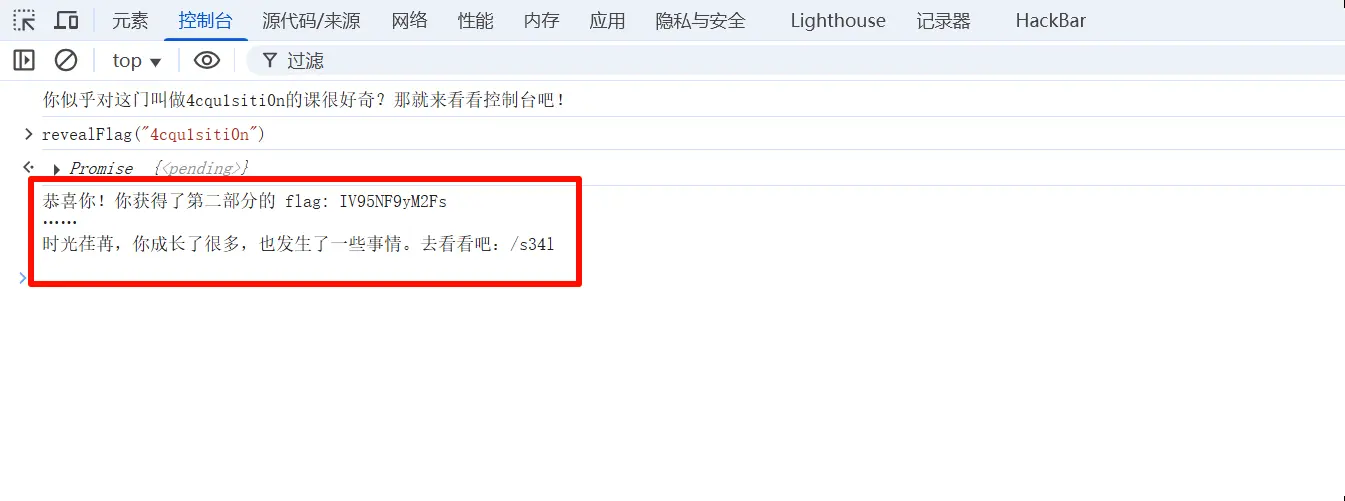 元素 控制台 源代码/来源 网络 性能 内存 应用 隐私与安全 Lighthouse 记录器 HackBar
top ▼ 过滤
你似乎对这门叫做4cqu1siti0n的课很好奇？那就来看看控制台吧！
> revealFlag("4cqu1siti0n")
Promise {<pending>}
恭喜你！你获得了第二部分的 flag: IV95NF9yM2Fs
……
时光荏苒，你成长了很多，也发生了一些事情。去看看吧：/s34l
>